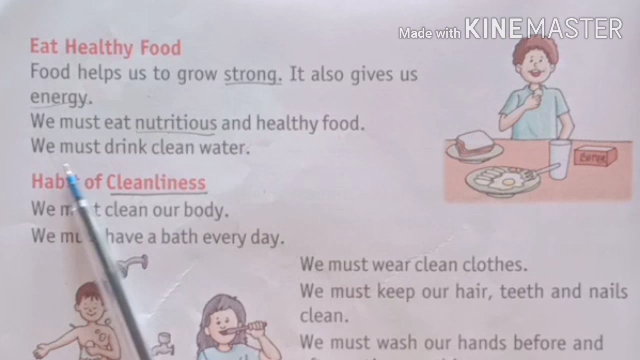 Made with KINEMASTER
Eat Healthy Food
Food helps us to grow strong. It also gives us
energy.
We must eat nutritious and healthy food.
We must drink clean water.
Habit of Cleanliness
We must clean our body.
We must have a bath every day.
We must wear clean clothes.
We must keep our hair, teeth and nails
clean.
We must wash our hands before and